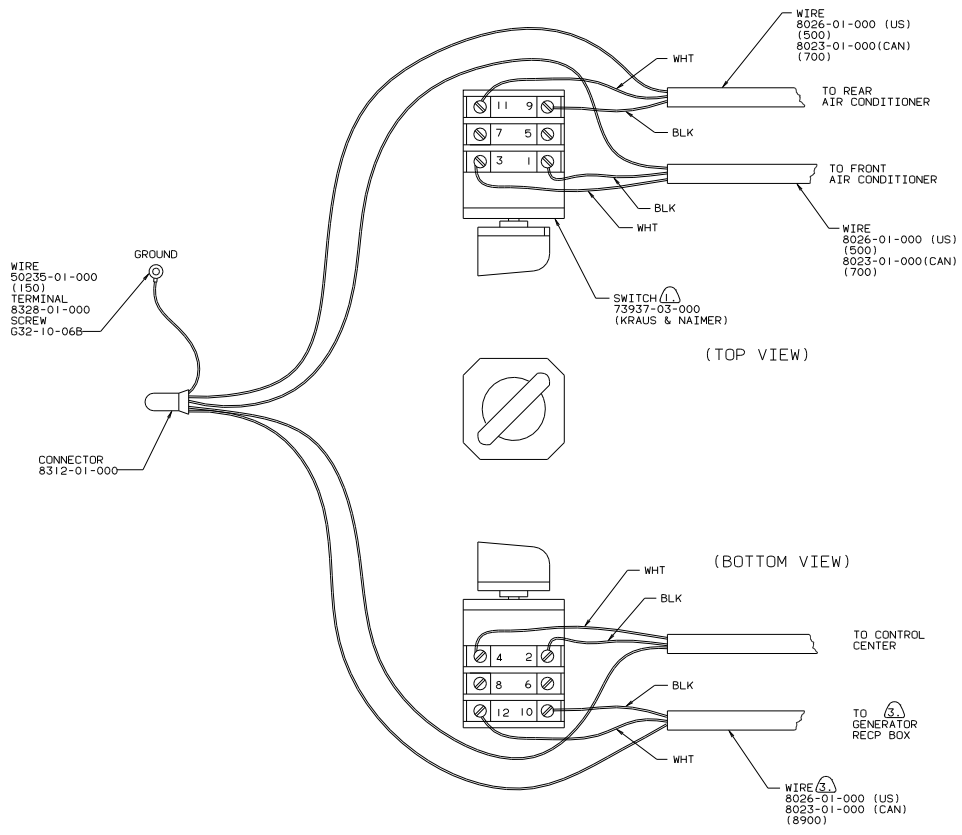 WIRE
8026-01-000 (US)
(500)
8023-01-000(CAN)
(700)
WHT
TO REAR
AIR CONDITIONER
11 9
7 5
3 1
BLK
TO FRONT
AIR CONDITIONER
BLK
WHT
WIRE
8026-01-000 (US)
(500)
8023-01-000(CAN)
(700)
GROUND
WIRE
50235-01-000
(150)
TERMINAL
8328-01-000
SCREW
G32-10-06B
SWITCH 1.
73937-03-000
(KRAUS & NAIMER)
(TOP VIEW)
CONNECTOR
8312-01-000
(BOTTOM VIEW)
WHT
BLK
4 2
8 6
12 10
TO CONTROL
CENTER
BLK
TO 3.
GENERATOR
RECP BOX
WHT
WIRE 3.
8026-01-000 (US)
8023-01-000 (CAN)
(8900)